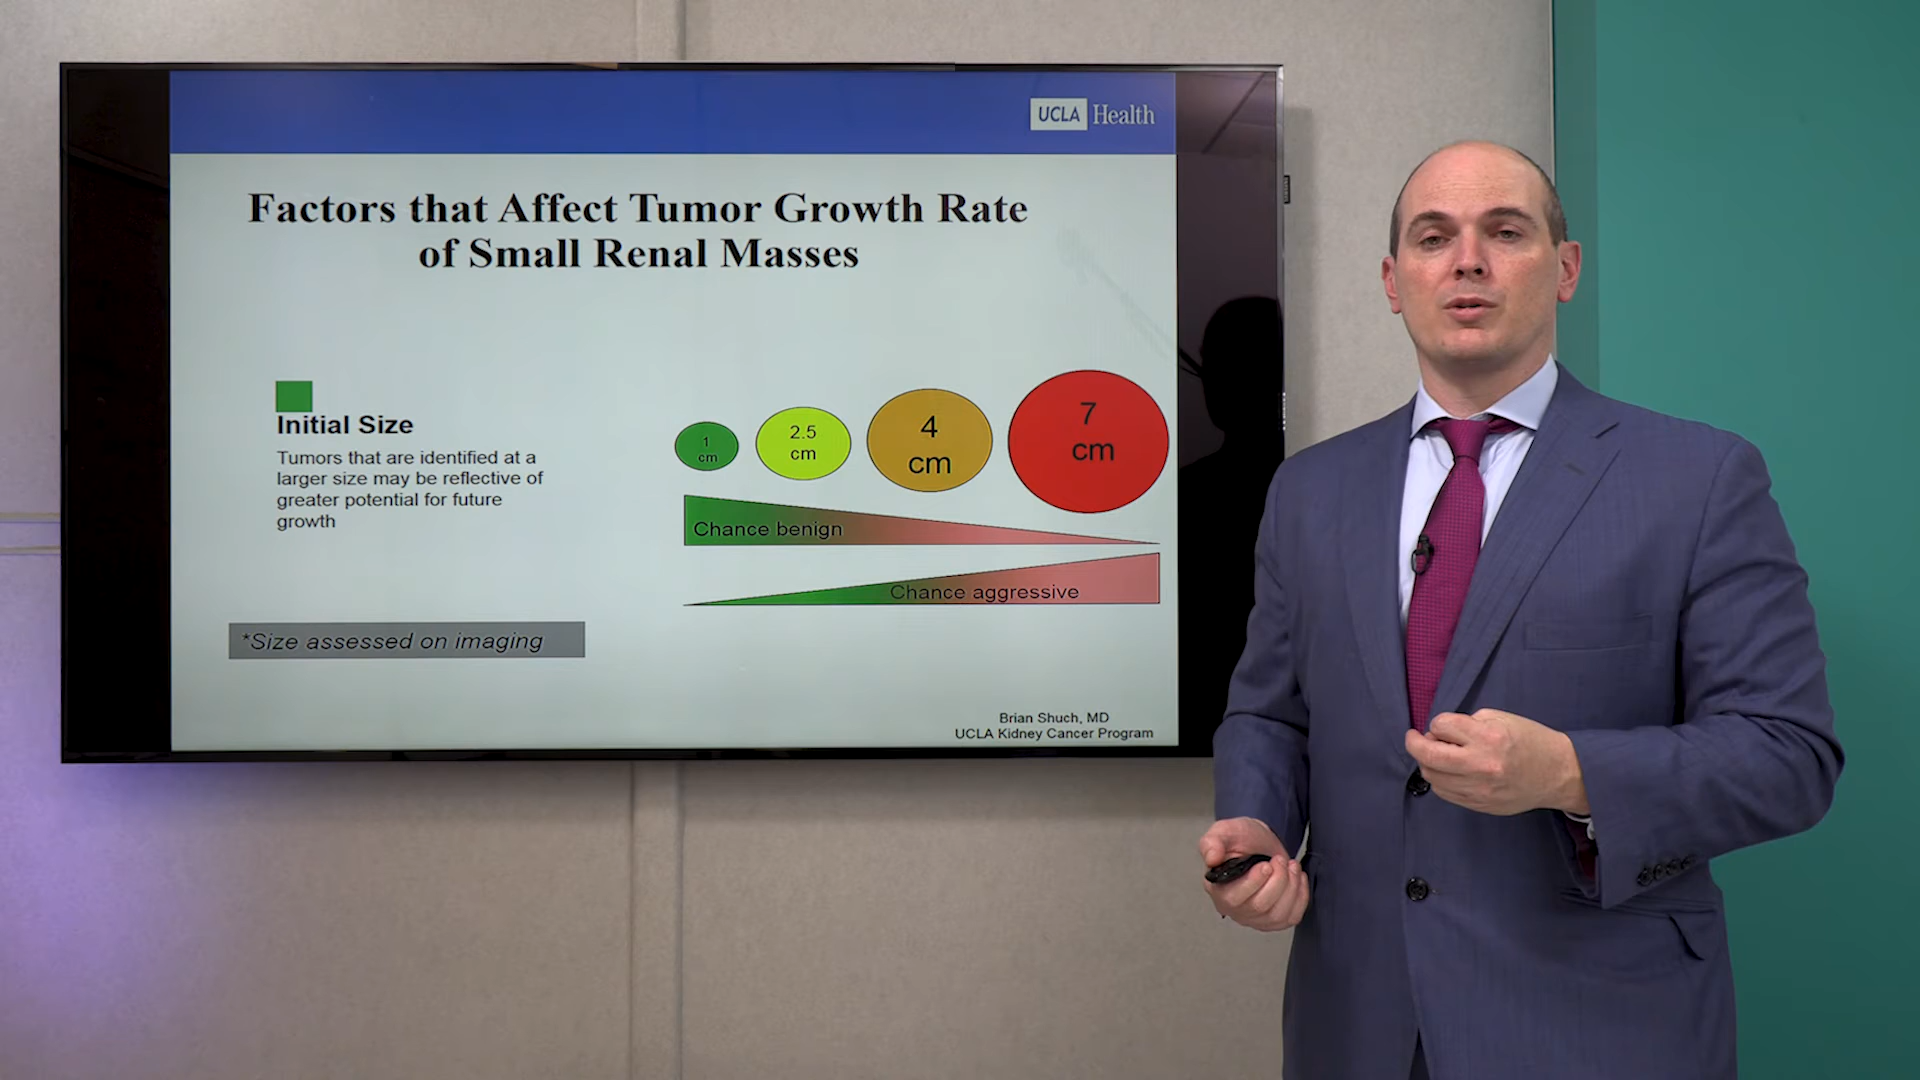 UCLA Health
Factors that Affect Tumor Growth Rate
of Small Renal Masses
Initial Size
Tumors that are identified at a
larger size may be reflective of
greater potential for future
growth
*Size assessed on imaging
1
cm
2.5
cm
4
cm
7
cm
Chance benign
Chance aggressive
Brian Shuch, MD
UCLA Kidney Cancer Program